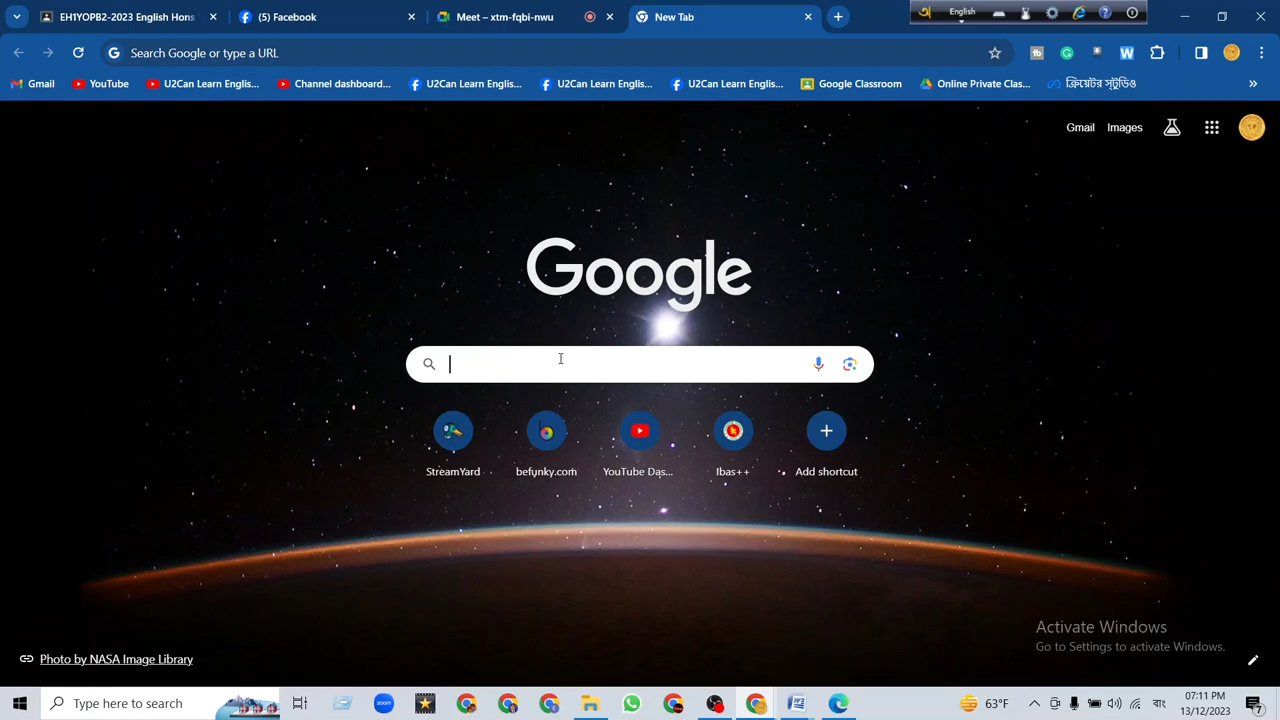 EH1YOPB2-2023 English Hons
(5) Facebook
Meet – xtm-fqbi-nwu
New Tab
English
Search Google or type a URL
Gmail
YouTube
U2Can Learn Englis...
Channel dashboard...
U2Can Learn Englis...
U2Can Learn Englis...
U2Can Learn Englis...
Google Classroom
Online Private Clas...
ক্রিয়েটর স্টুডিও
Gmail
Images
Google
StreamYard
befunky.com
YouTube Das...
Ibas++
Add shortcut
Activate Windows
Go to Settings to activate Windows.
Photo by NASA Image Library
Type here to search
zoom
63°F
বাং
07:11 PM
13/12/2023
7